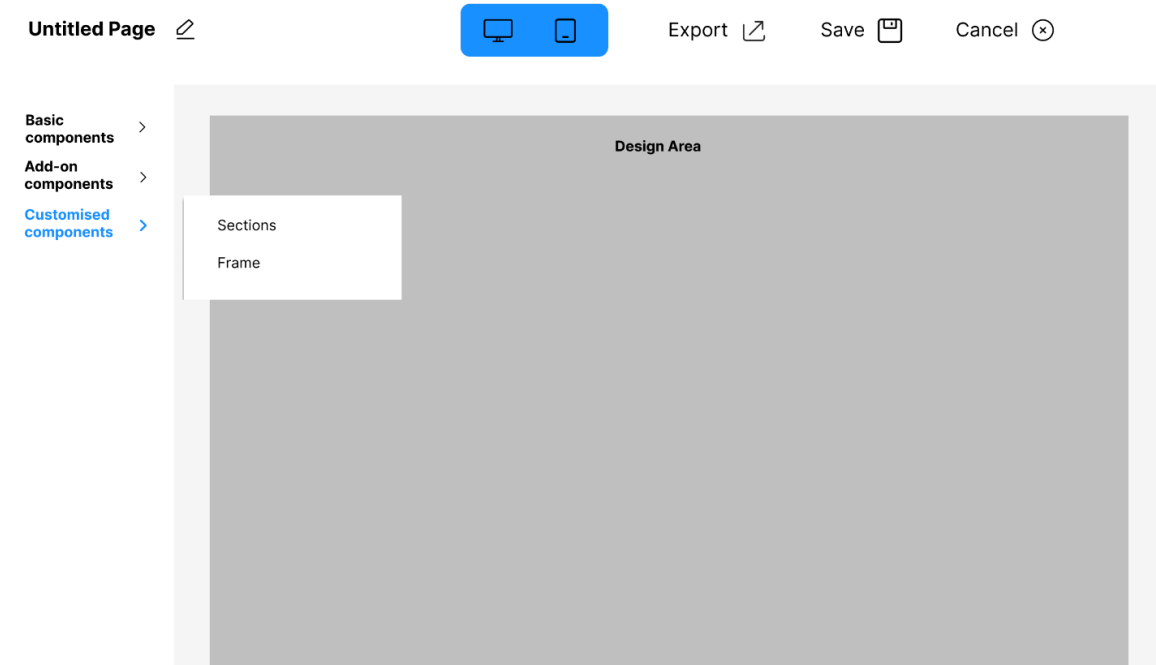 Untitled Page
Export
Save
Cancel
Basic
components
Add-on
components
Customised
components
Design Area
Sections
Frame